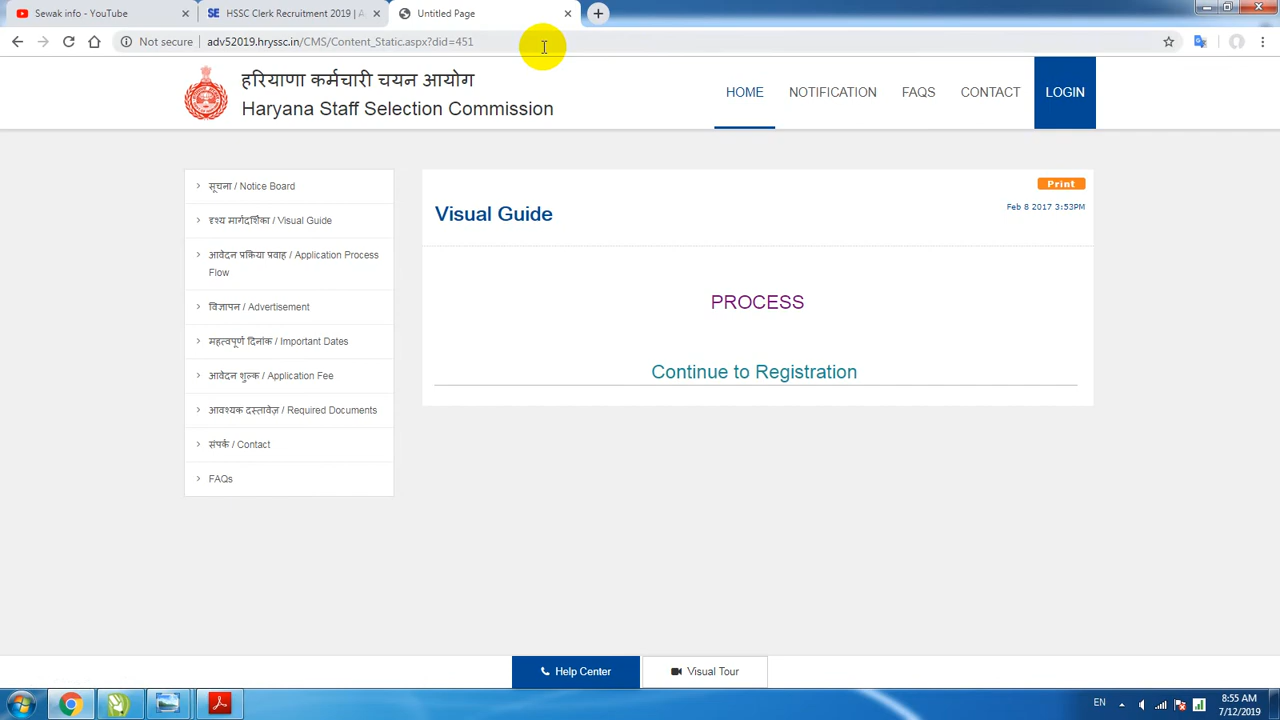 Sewak info - YouTube
SE HSSC Clerk Recruitment 2019 | A
Untitled Page
Not secure
adv52019.hryssc.in/CMS/Content_Static.aspx?did=451
हरियाणा कर्मचारी चयन आयोग
Haryana Staff Selection Commission
HOME
NOTIFICATION
FAQS
CONTACT
LOGIN
सूचना / Notice Board
दृश्य मार्गदर्शिका / Visual Guide
आवेदन प्रकिया प्रवाह / Application Process
Flow
विज्ञापन / Advertisement
महत्वपूर्ण दिनांक / Important Dates
आवेदन शुल्क / Application Fee
आवश्यक दस्तावेज़ / Required Documents
संपर्क / Contact
FAQs
Print
Visual Guide
Feb 8 2017 3:53PM
PROCESS
Continue to Registration
Help Center
Visual Tour
EN
8:55 AM
7/12/2019